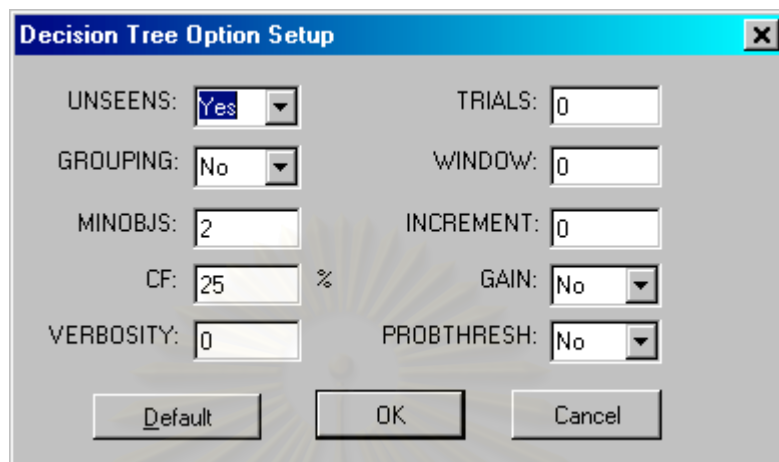 Decision Tree Option Setup
UNSEENS: Yes TRIALS: 0
GROUPING: No WINDOW: 0
MINOBJS: 2 INCREMENT: 0
CF: 25 % GAIN: No
VERBOSITY: 0 PROBTHRESH: No
Default OK Cancel